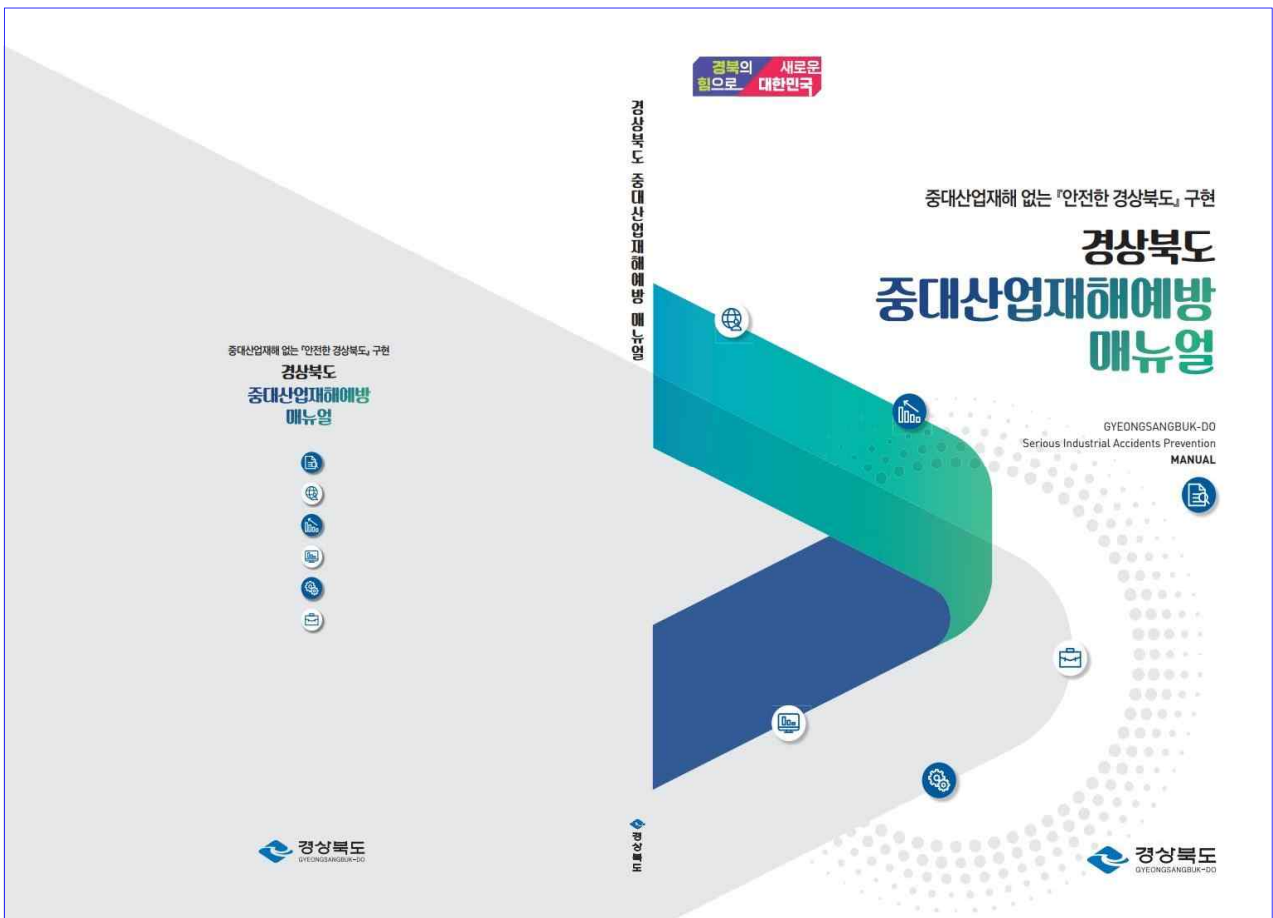 중대산업재해 없는 『안전한 경상북도』 구현
경상북도
중대산업재해예방
매뉴얼
경상북도
GYEONGSANGBUK-DO
경상북도 중대산업재해예방 매뉴얼
경상북도
경북의 새로운
힘으로 대한민국
중대산업재해 없는 『안전한 경상북도』 구현
경상북도
중대산업재해예방
매뉴얼
GYEONGSANGBUK-DO
Serious Industrial Accidents Prevention
MANUAL
경상북도
GYEONGSANGBUK-DO